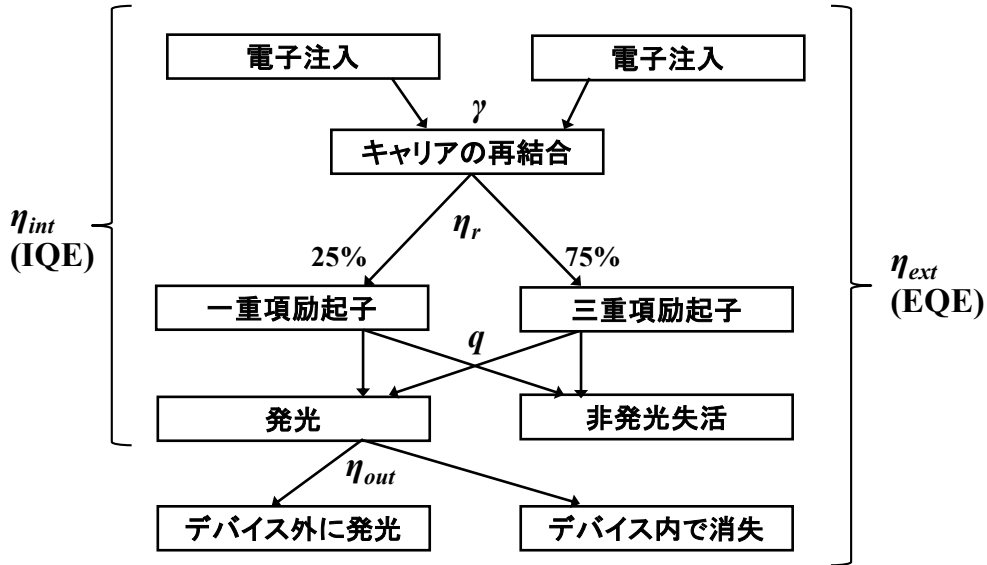 電子注入
電子注入
γ
キャリアの再結合
η_int
(IQE)
η_r
25%
75%
η_ext
(EQE)
一重項励起子
三重項励起子
q
発光
非発光失活
η_out
デバイス外に発光
デバイス内で消失